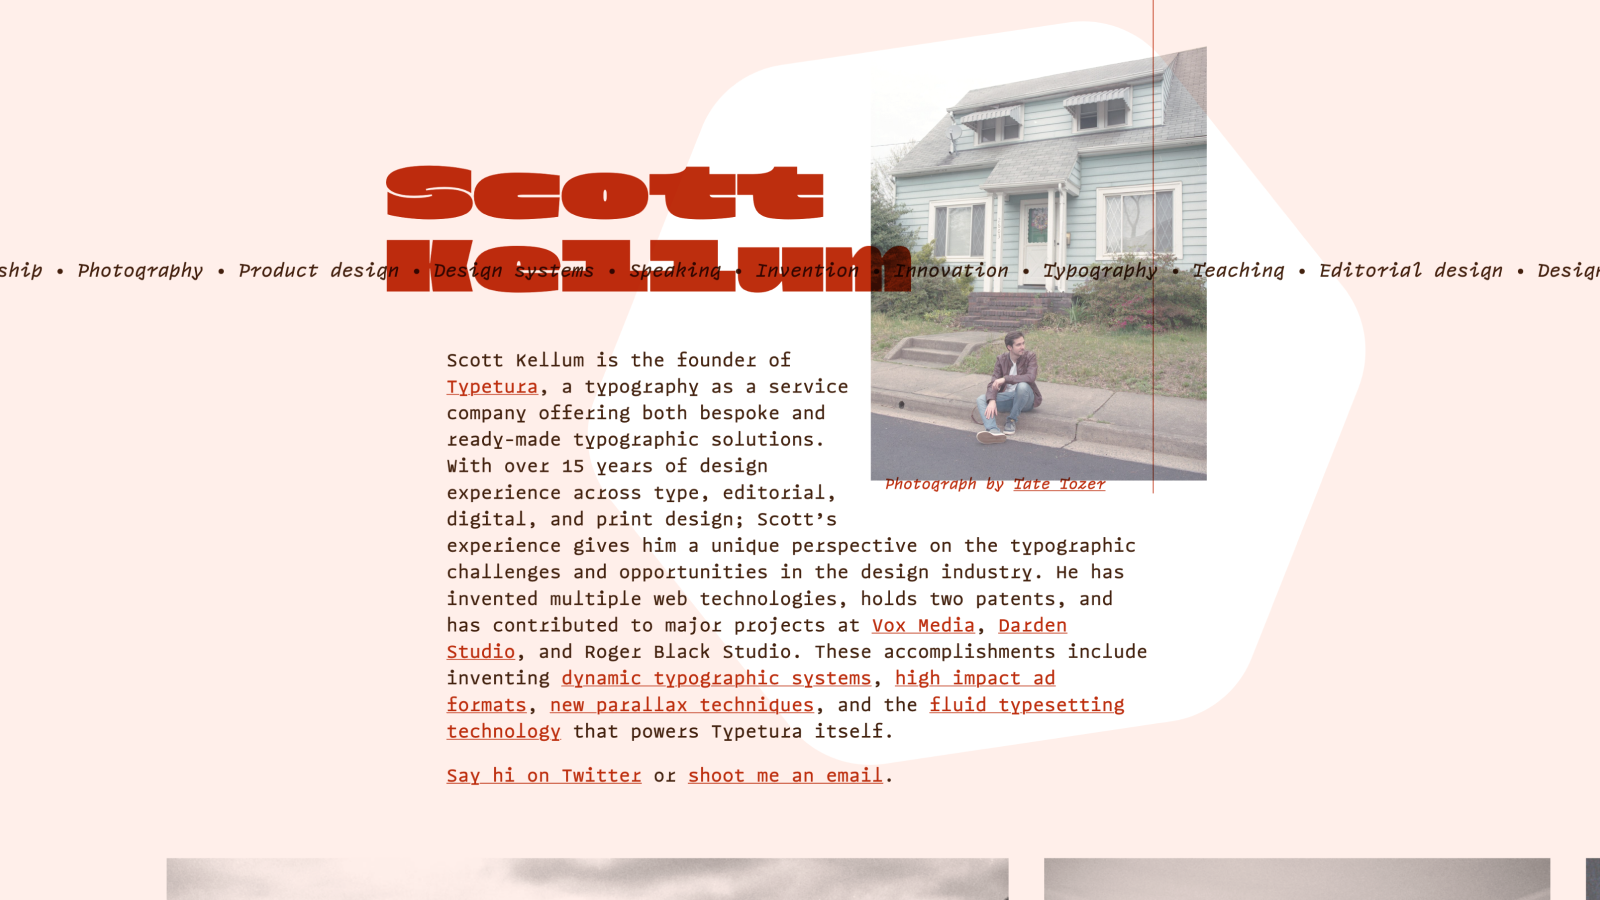 Scott
Kellum
ship • Photography • Product design • Design systems • Speaking • Invention • Innovation • Typography • Teaching • Editorial design • Design
Scott Kellum is the founder of
Typetura, a typography as a service
company offering both bespoke and
ready-made typographic solutions.
With over 15 years of design
experience across type, editorial,
digital, and print design; Scott’s
experience gives him a unique perspective on the typographic
challenges and opportunities in the design industry. He has
invented multiple web technologies, holds two patents, and
has contributed to major projects at Vox Media, Darden
Studio, and Roger Black Studio. These accomplishments include
inventing dynamic typographic systems, high impact ad
formats, new parallax techniques, and the fluid typesetting
technology that powers Typetura itself.
Photograph by Tate Tozer
Say hi on Twitter or shoot me an email.